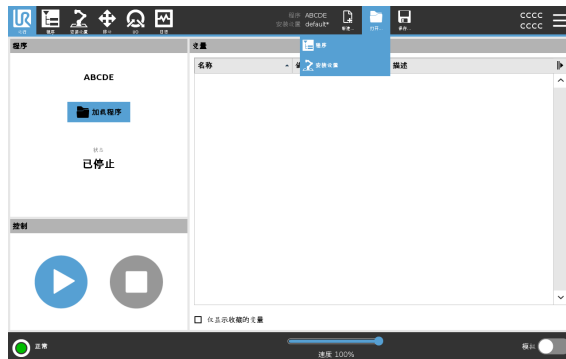 UR
运行
程序
安装设置
移动
I/O
日志
程序 ABCDE
安装设置 default*
新建...
打开...
保存...
cccc
cccc
程序
ABCDE
加载程序
状态
已停止
控制
变量
程序
安装设置
名称
描述
仅显示收藏的变量
正常
速度 100%